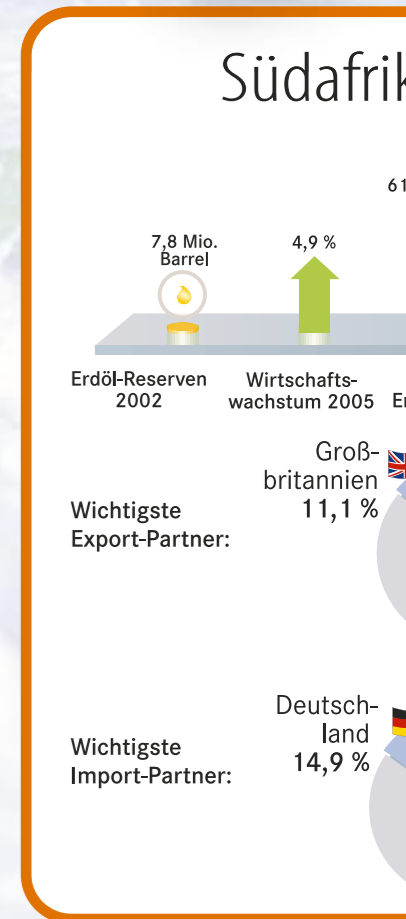 Südafrik
61
7,8 Mio.
Barrel
4,9 %
Erdöl-Reserven
2002
Wirtschafts-
wachstum 2005
Er
Groß-
britannien
11,1 %
Wichtigste
Export-Partner:
Deutsch-
land
14,9 %
Wichtigste
Import-Partner: